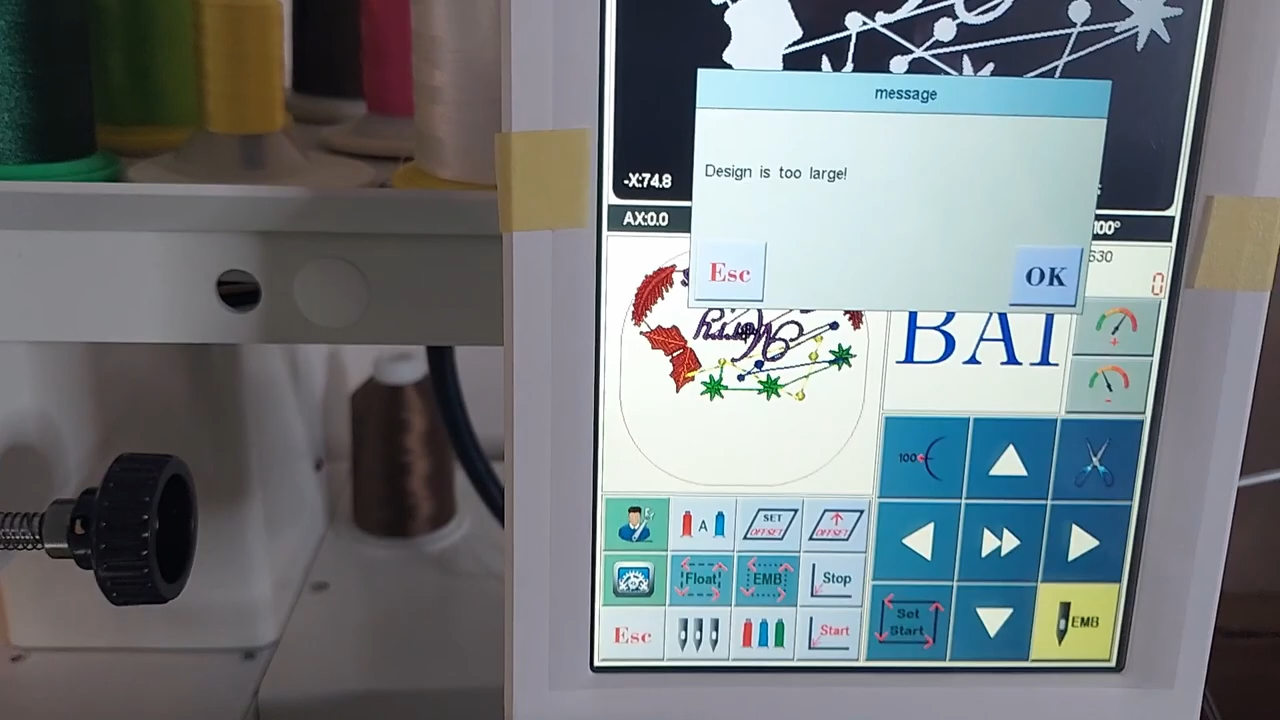 message
Design is too large!
-X:74.8
AX:0.0
100°
Esc
OK
630
0
Merry
BAI
100
A
SET
OFFSET
OFFSET
Float
EMB
Stop
Set
Start
EMB
Esc
Start